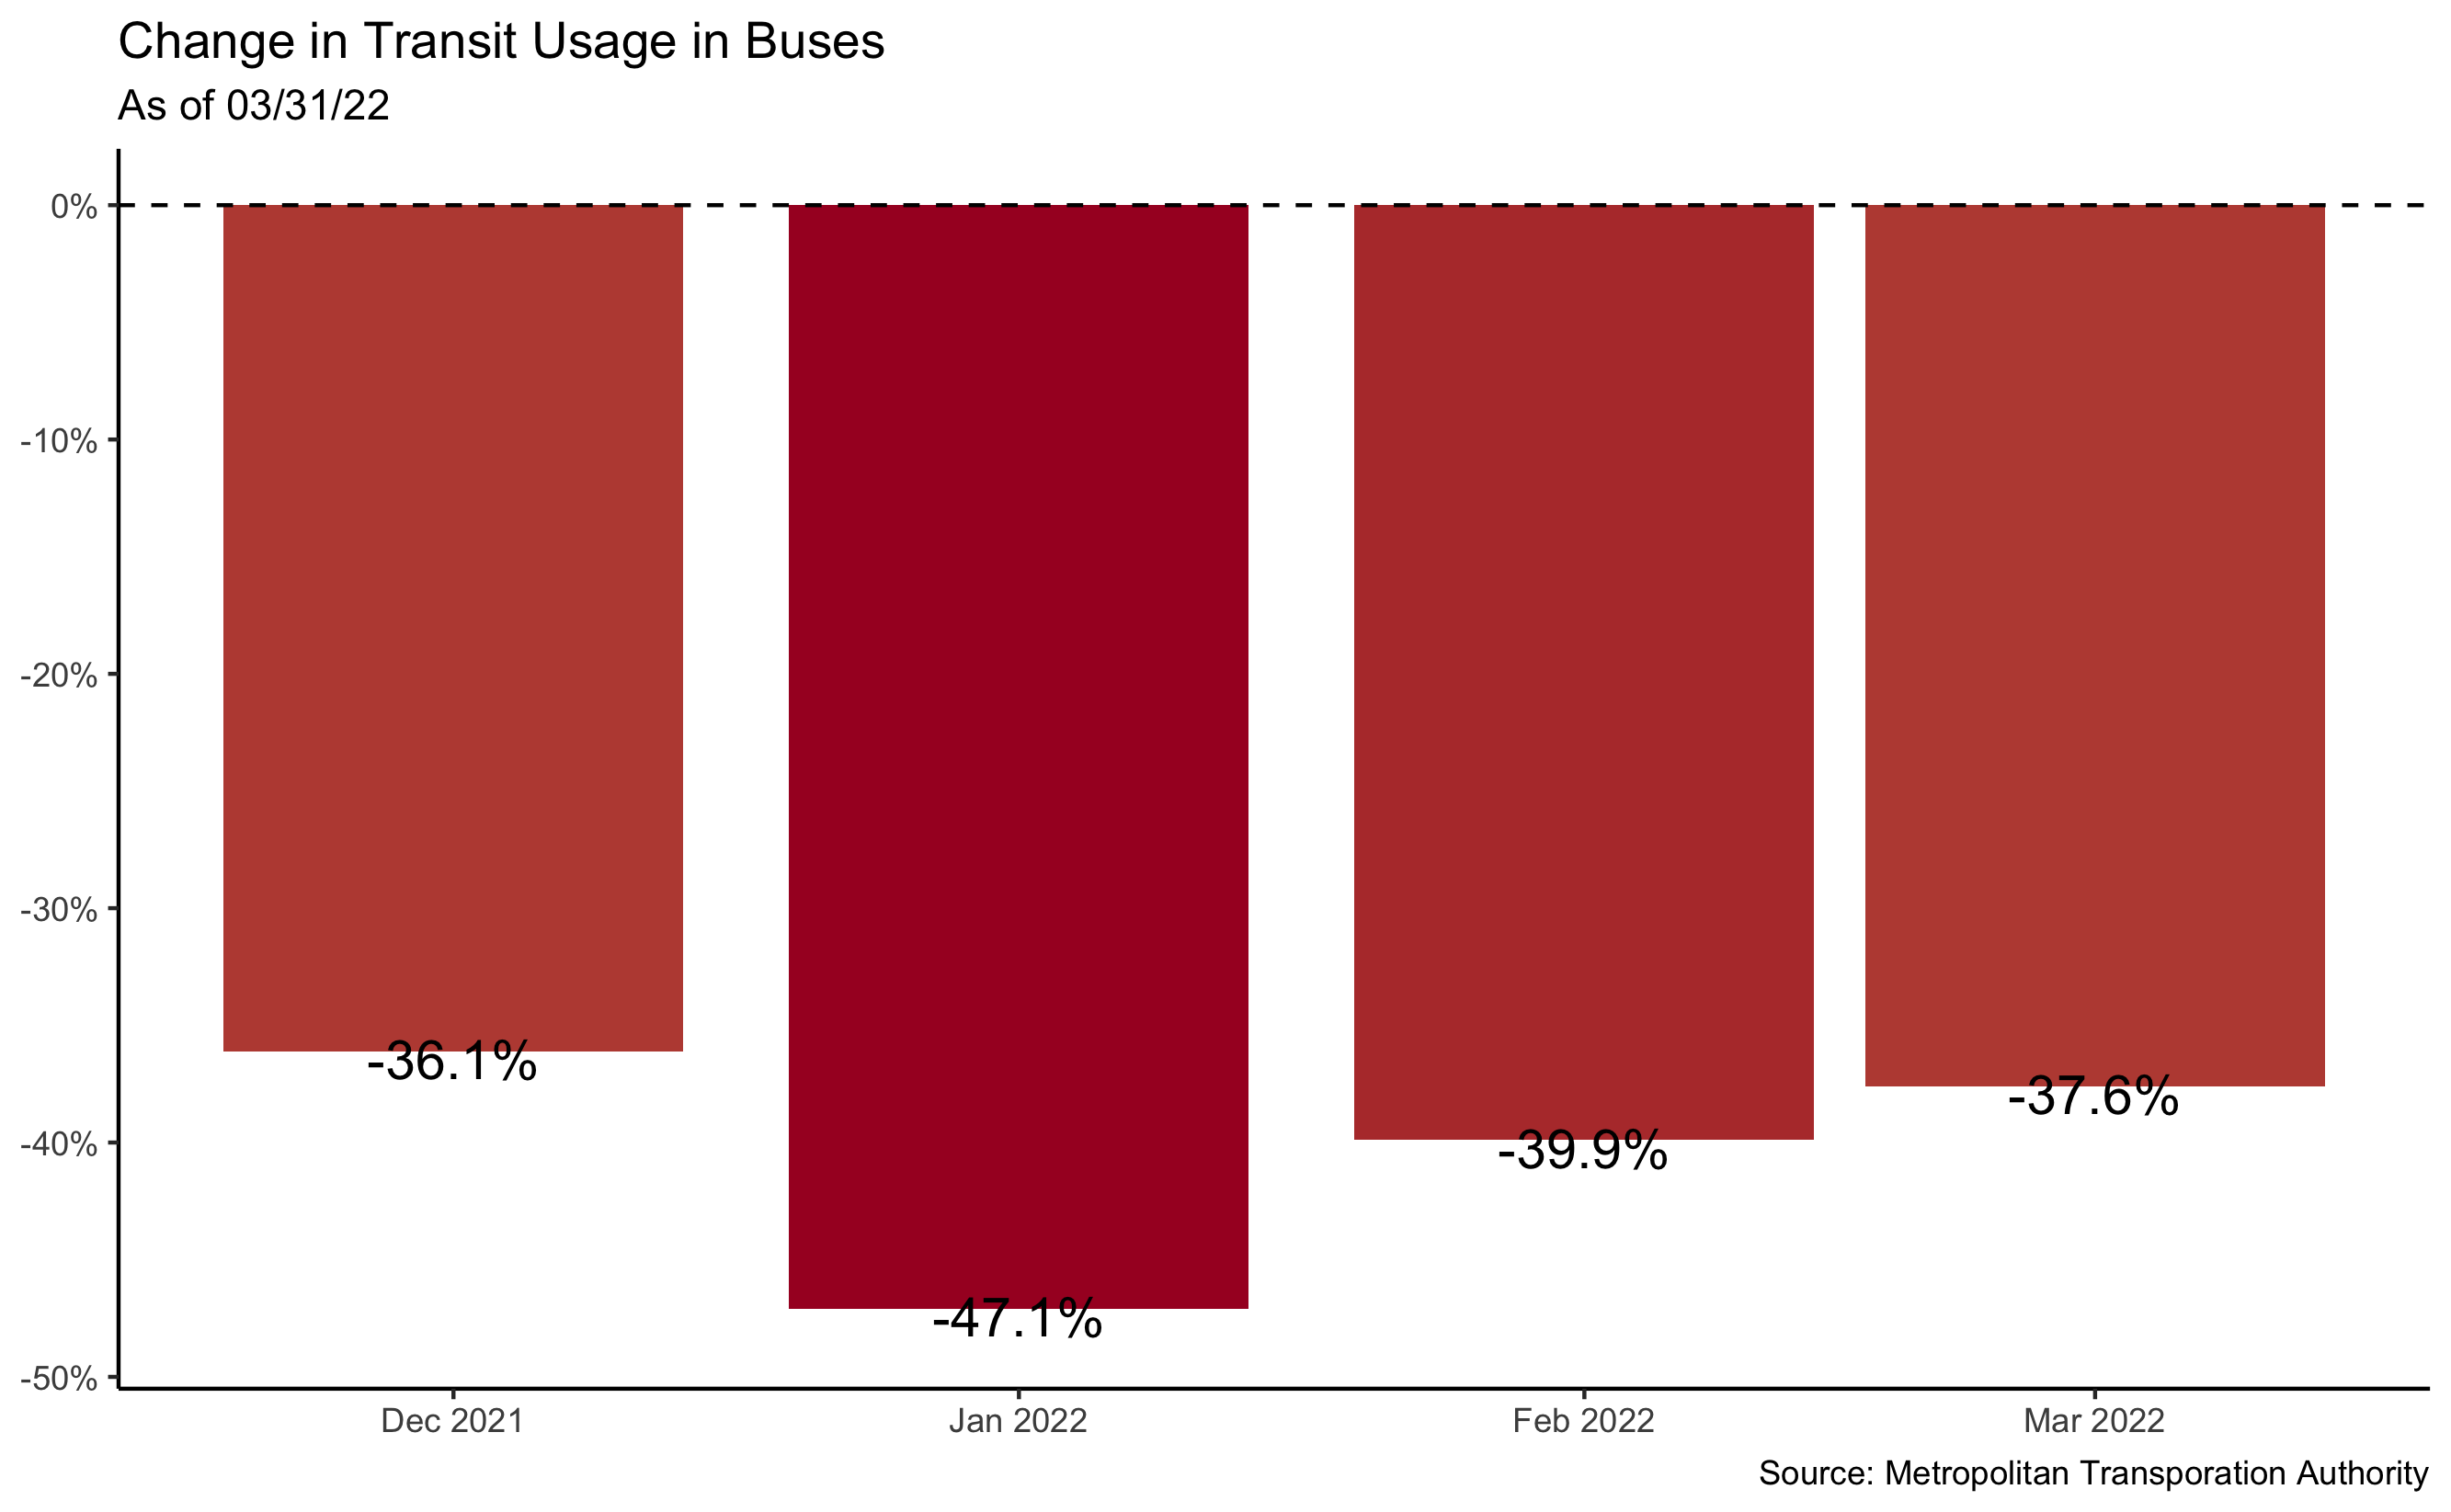 Change in Transit Usage in Buses
As of 03/31/22
0%
-10%
-20%
-30%
-40%
-50%
-36.1%
-47.1%
-39.9%
-37.6%
Dec 2021
Jan 2022
Feb 2022
Mar 2022
Source: Metropolitan Transporation Authority